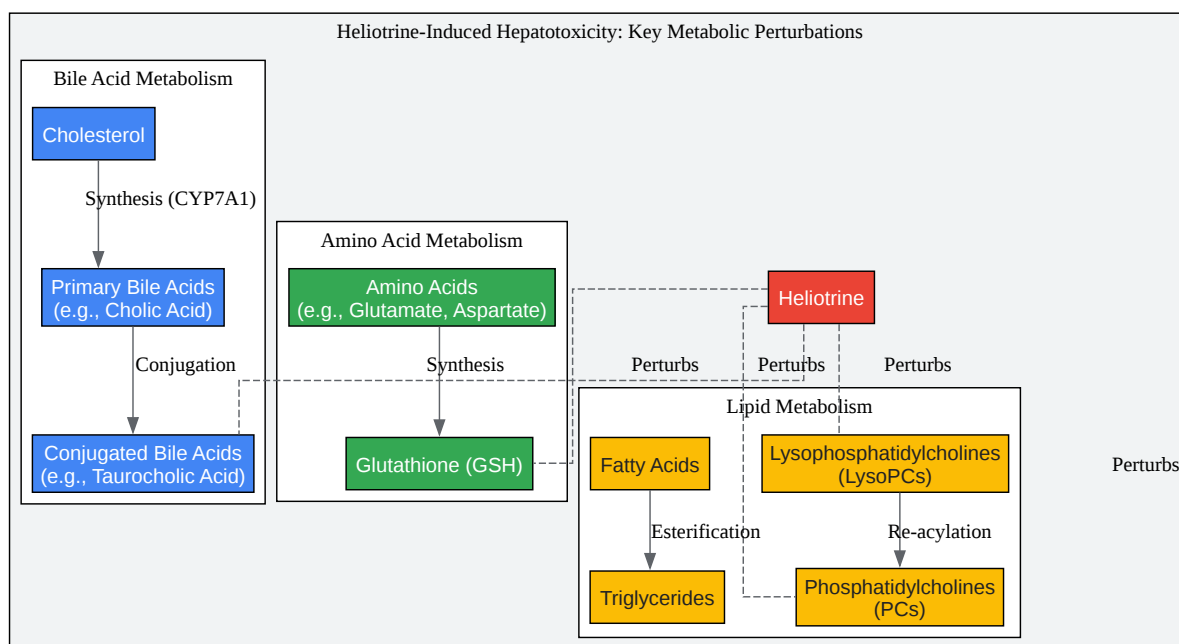 Heliotrine-Induced Hepatotoxicity: Key Metabolic Perturbations
Bile Acid Metabolism
Cholesterol
Synthesis (CYP7A1)
Primary Bile Acids
(e.g., Cholic Acid)
Conjugation
Conjugated Bile Acids
(e.g., Taurocholic Acid)
Amino Acid Metabolism
Amino Acids
(e.g., Glutamate, Aspartate)
Synthesis
Glutathione (GSH)
Heliotrine
Perturbs
Perturbs
Perturbs
Lipid Metabolism
Fatty Acids
Esterification
Triglycerides
Lysophosphatidylcholines
(LysoPCs)
Re-acylation
Phosphatidylcholines
(PCs)
Perturbs